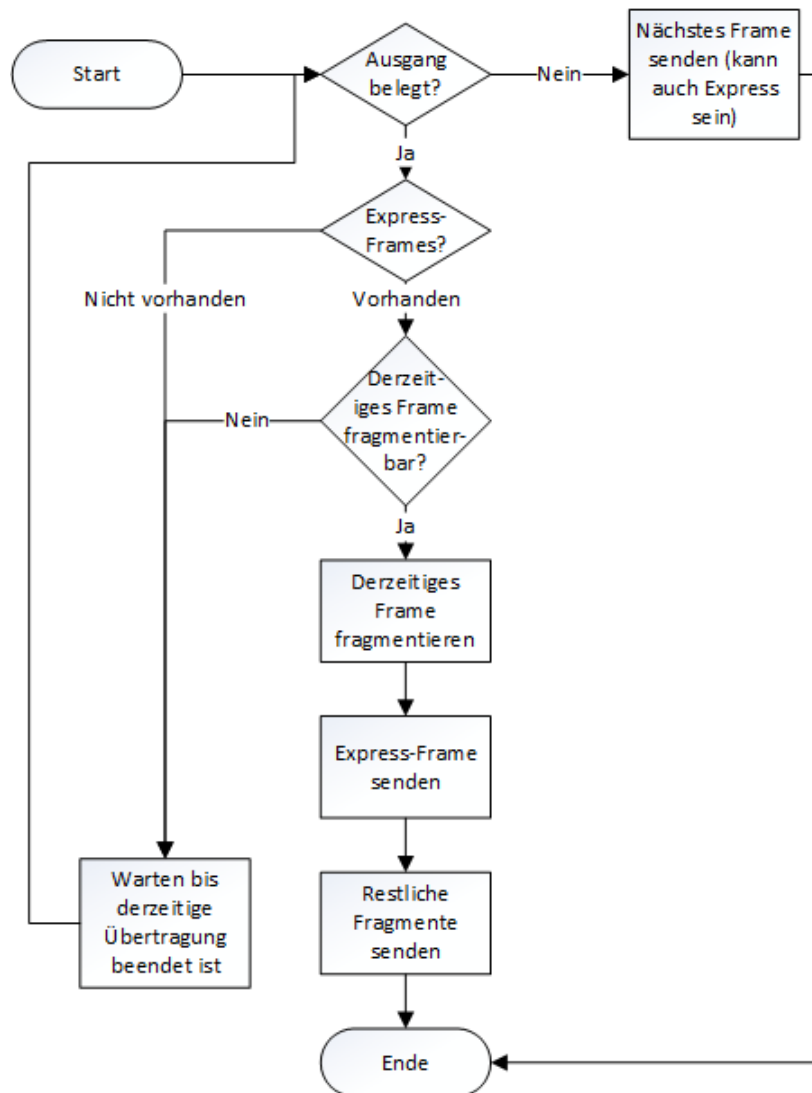 Start
Ausgang
belegt?
Nein
Nächstes Frame
senden (kann
auch Express
sein)
Ja
Express-
Frames?
Nicht vorhanden
Vorhanden
Derzeit-
iges Frame
fragmentier-
bar?
Nein
Ja
Derzeitiges
Frame
fragmentieren
Express-Frame
senden
Warten bis
derzeitige
Übertragung
beendet ist
Restliche
Fragmente
senden
Ende